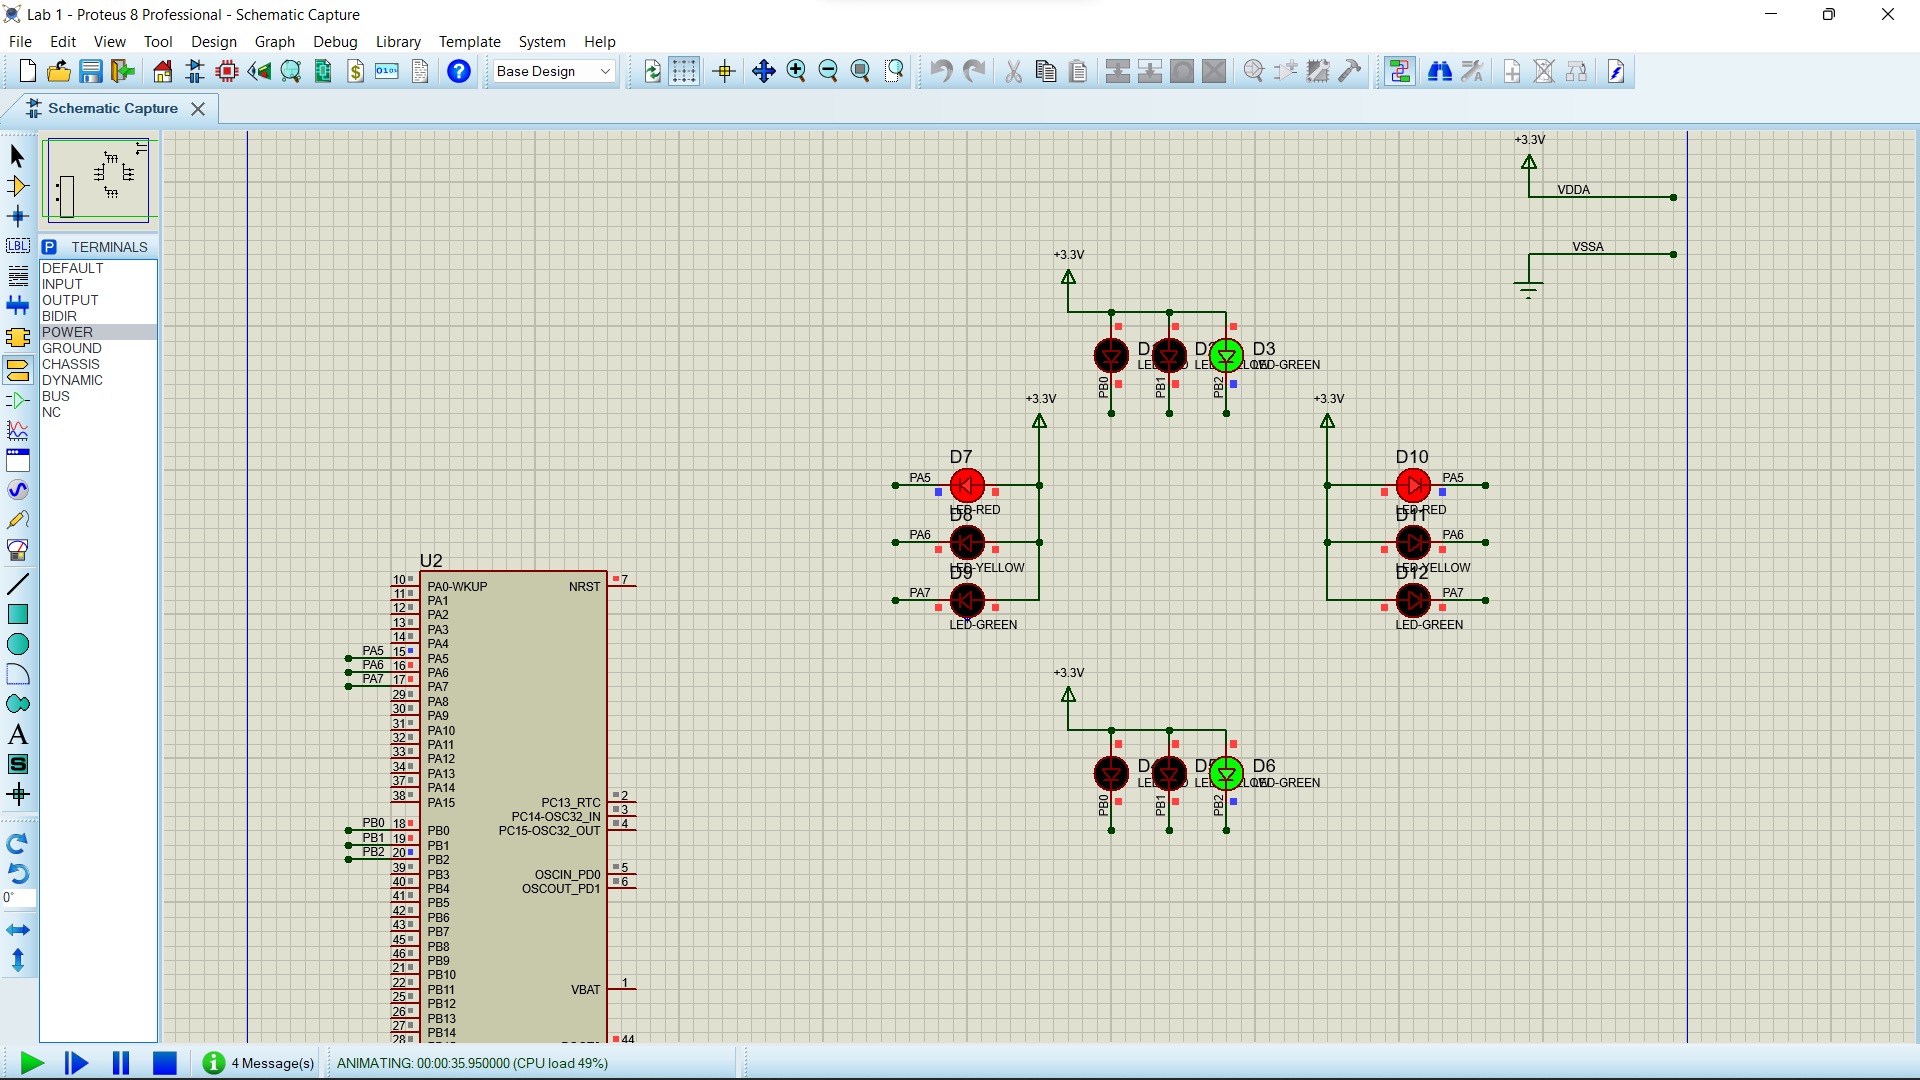 Lab 1 - Proteus 8 Professional - Schematic Capture
File Edit View Tool Design Graph Debug Library Template System Help
Base Design
Schematic Capture
P TERMINALS
DEFAULT
INPUT
OUTPUT
BIDIR
POWER
GROUND
CHASSIS
DYNAMIC
BUS
NC
LBL
A
S
0°
+3.3V
VDDA
VSSA
+3.3V
D3
LED-GREEN
PB0
PB1
PB2
+3.3V
+3.3V
D7
PA5
LED-RED
D8
PA6
LED-YELLOW
D9
PA7
LED-GREEN
D10
PA5
LED-RED
D11
PA6
LED-YELLOW
D12
PA7
LED-GREEN
+3.3V
D6
LED-GREEN
PB0
PB1
PB2
U2
10 PA0-WKUP NRST 7
11 PA1
12 PA2
13 PA3
14 PA4
PA5 15 PA5
PA6 16 PA6
PA7 17 PA7
29 PA8
30 PA9
31 PA10
32 PA11
33 PA12
34 PA13
37 PA14
38 PA15 PC13_RTC 2
PC14-OSC32_IN 3
PB0 18 PB0 PC15-OSC32_OUT 4
PB1 19 PB1
PB2 20 PB2
39 PB3 OSCIN_PD0 5
40 PB4 OSCOUT_PD1 6
41 PB5
42 PB6
43 PB7
45 PB8
46 PB9
21 PB10
22 PB11 VBAT 1
25 PB12
26 PB13
27 PB14
28
44
4 Message(s)
ANIMATING: 00:00:35.950000 (CPU load 49%)